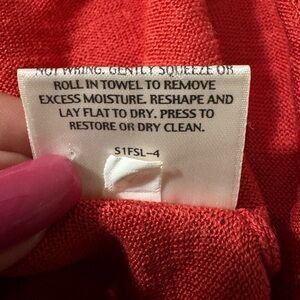 NOT WRING. GENTLY SQUEEZE OR
ROLL IN TOWEL TO REMOVE
EXCESS MOISTURE. RESHAPE AND
LAY FLAT TO DRY. PRESS TO
RESTORE OR DRY CLEAN.
S1FSL-4